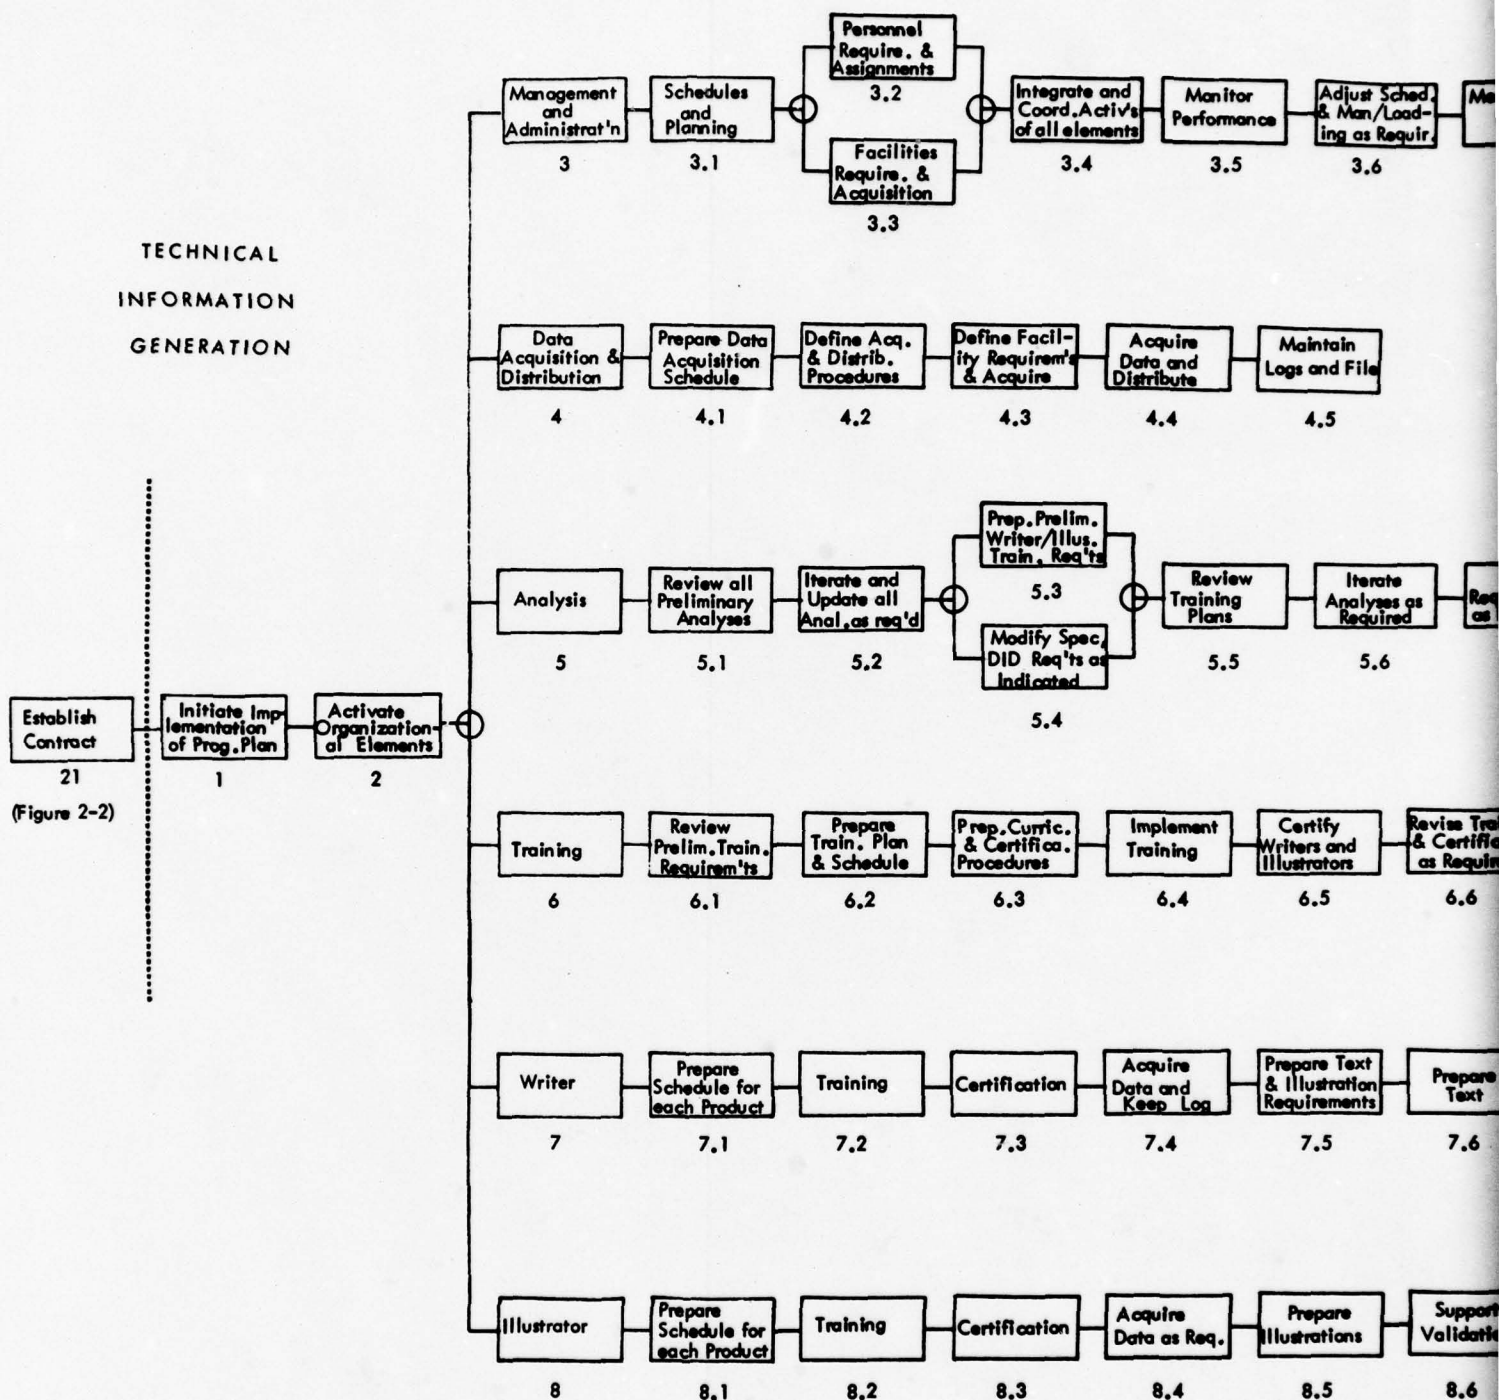 TECHNICAL
INFORMATION
GENERATION
Establish
Contract
21
(Figure 2-2)
Initiate Imp-
lementation
of Prog.Plan
1
Activate
Organization-
al Elements
2
Management
and
Administrat'n
3
Schedules
and
Planning
3.1
Personnel
Require. &
Assignments
3.2
Facilities
Require. &
Acquisition
3.3
Integrate and
Coord.Activ's
of all elements
3.4
Monitor
Performance
3.5
Adjust Sched.
& Man/Load-
ing as Requir.
3.6
Data
Acquisition &
Distribution
4
Prepare Data
Acquisition
Schedule
4.1
Define Acq.
& Distrib.
Procedures
4.2
Define Facil-
ity Requirem's
& Acquire
4.3
Acquire
Data and
Distribute
4.4
Maintain
Logs and File
4.5
Analysis
5
Review all
Preliminary
Analyses
5.1
Iterate and
Update all
Anal.as req'd
5.2
Prep.Prelim.
Writer/Illus.
Train. Req'ts
5.3
Modify Spec,
DID Req'ts as
Indicated
5.4
Review
Training
Plans
5.5
Iterate
Analyses as
Required
5.6
as
Training
6
Review
Prelim.Train.
Requirem'ts
6.1
Prepare
Train. Plan
& Schedule
6.2
Prep.Curric.
& Certifica.
Procedures
6.3
Implement
Training
6.4
Certify
Writers and
Illustrators
6.5
Revise Trai
& Certific
as Requir
6.6
Writer
7
Prepare
Schedule for
each Product
7.1
Training
7.2
Certification
7.3
Acquire
Data and
Keep Log
7.4
Prepare Text
& Illustration
Requirements
7.5
Prepare
Text
7.6
Illustrator
8
Prepare
Schedule for
each Product
8.1
Training
8.2
Certification
8.3
Acquire
Data as Req.
8.4
Prepare
Illustrations
8.5
Support
Validatio
8.6